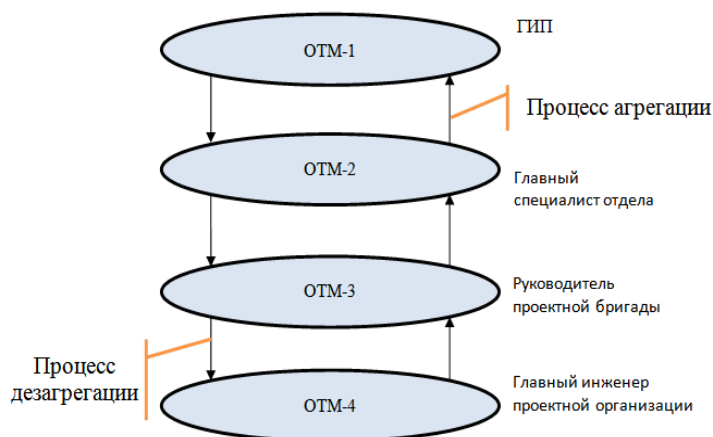 ОТМ-1
ГИП
Процесс агрегации
ОТМ-2
Главный
специалист отдела
ОТМ-3
Руководитель
проектной бригады
Процесс
дезагрегации
ОТМ-4
Главный инженер
проектной организации